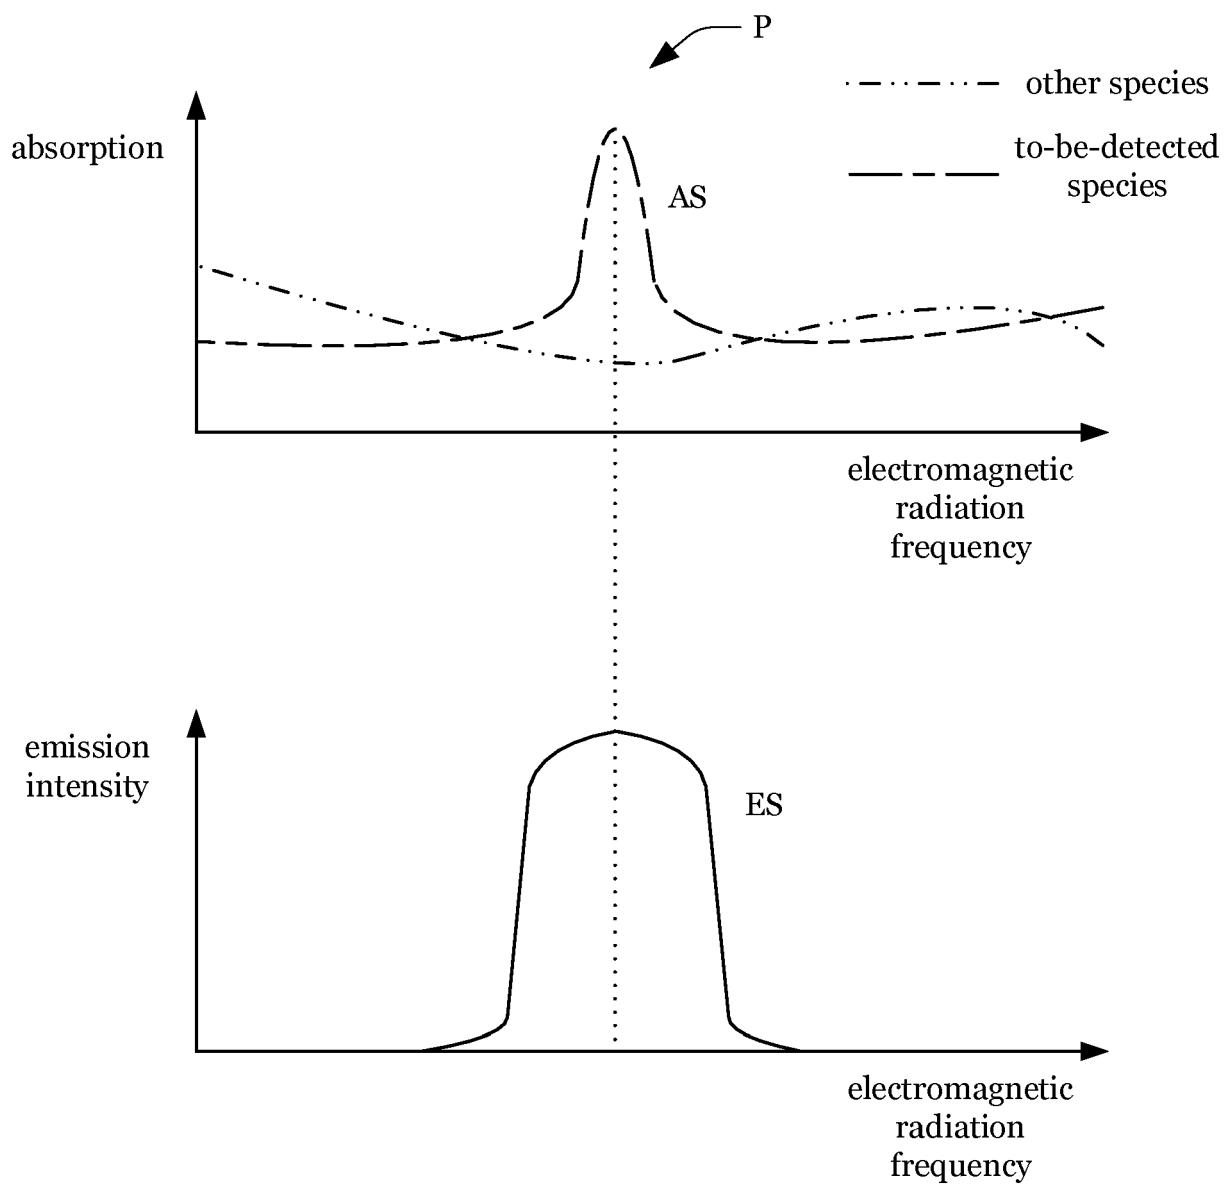 P
other species
absorption
to-be-detected
species
AS
electromagnetic
radiation
frequency
emission
intensity
ES
electromagnetic
radiation
frequency